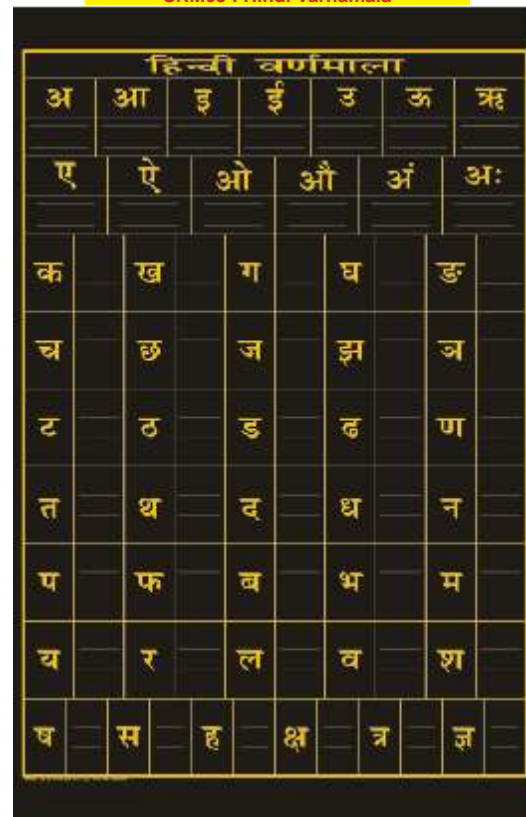 हिन्दी वर्णमाला
अ आ इ ई उ ऊ ऋ
ए ऐ ओ औ अं अः
क ख ग घ ङ
च छ ज झ ञ
ट ठ ड ढ ण
त थ द ध न
प फ ब भ म
य र ल व श
ष स ह क्ष त्र ज्ञ